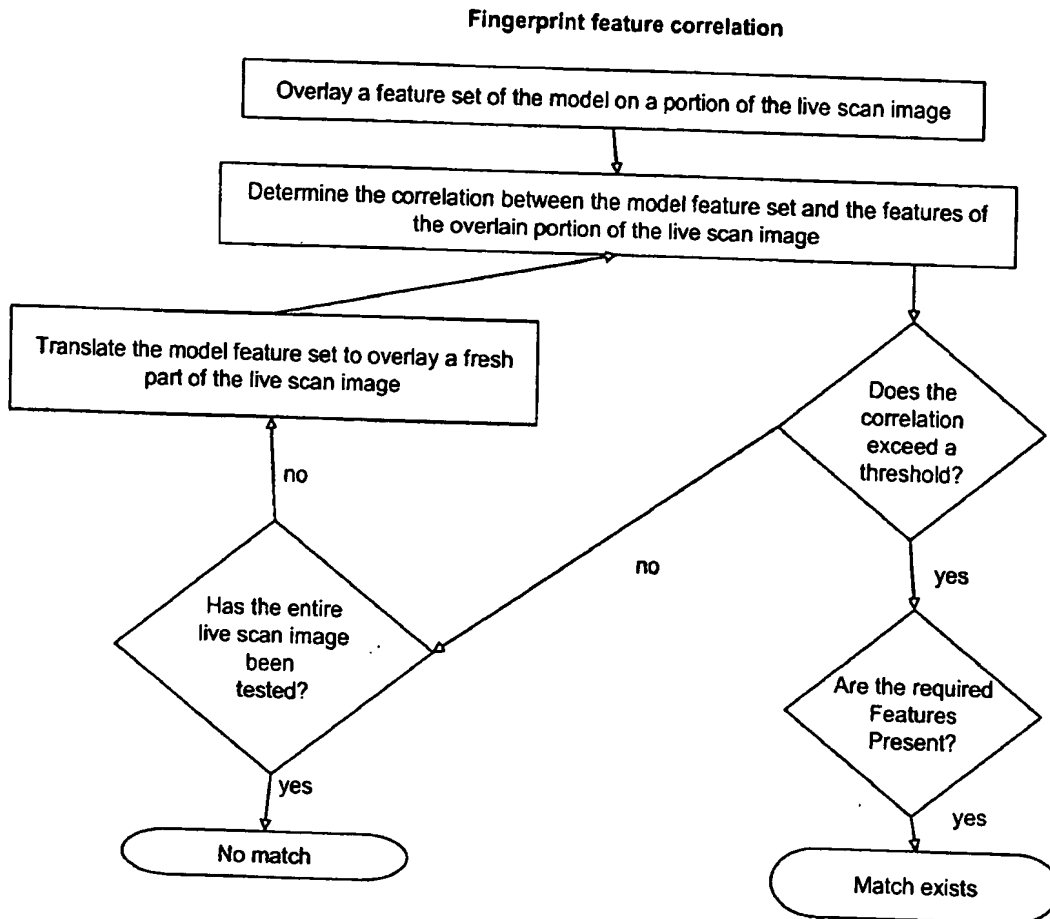 Fingerprint feature correlation
Overlay a feature set of the model on a portion of the live scan image
Determine the correlation between the model feature set and the features of
the overlain portion of the live scan image
Translate the model feature set to overlay a fresh
part of the live scan image
Does the
correlation
exceed a
threshold?
no
no
yes
Has the entire
live scan image
been
tested?
Are the required
Features
Present?
yes
yes
No match
Match exists